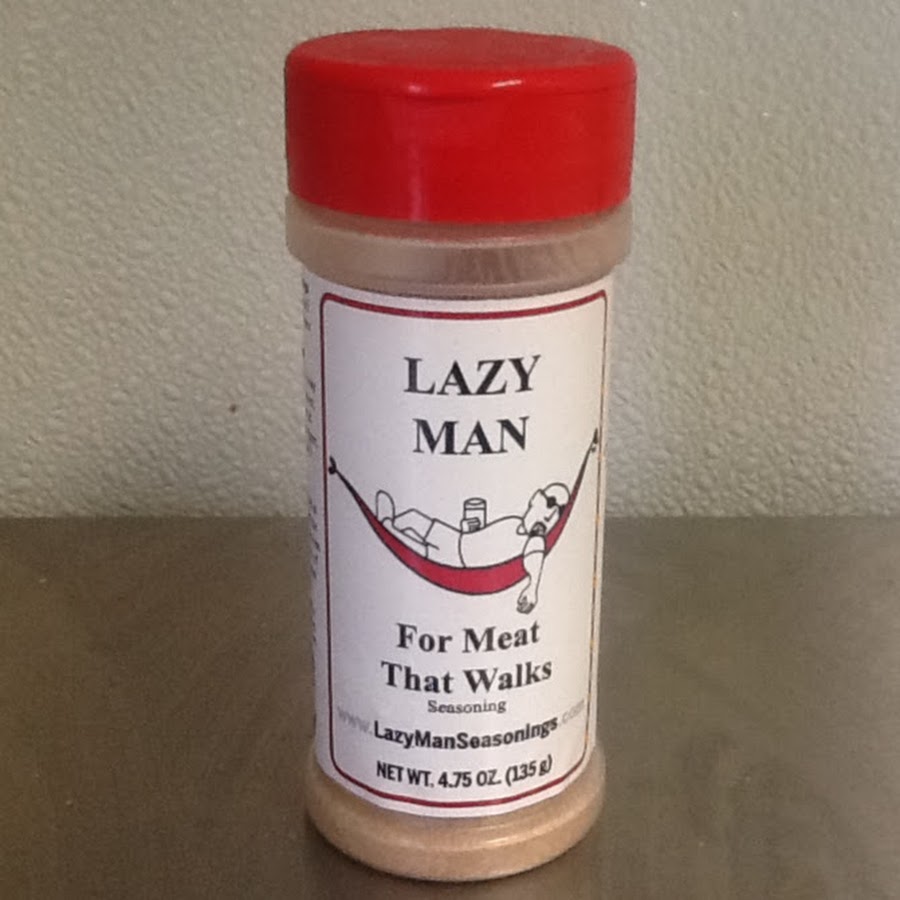 LAZY
MAN
For Meat
That Walks
Seasoning
www.LazyManSeasonings.com
NET WT. 4.75 OZ. (135 g)